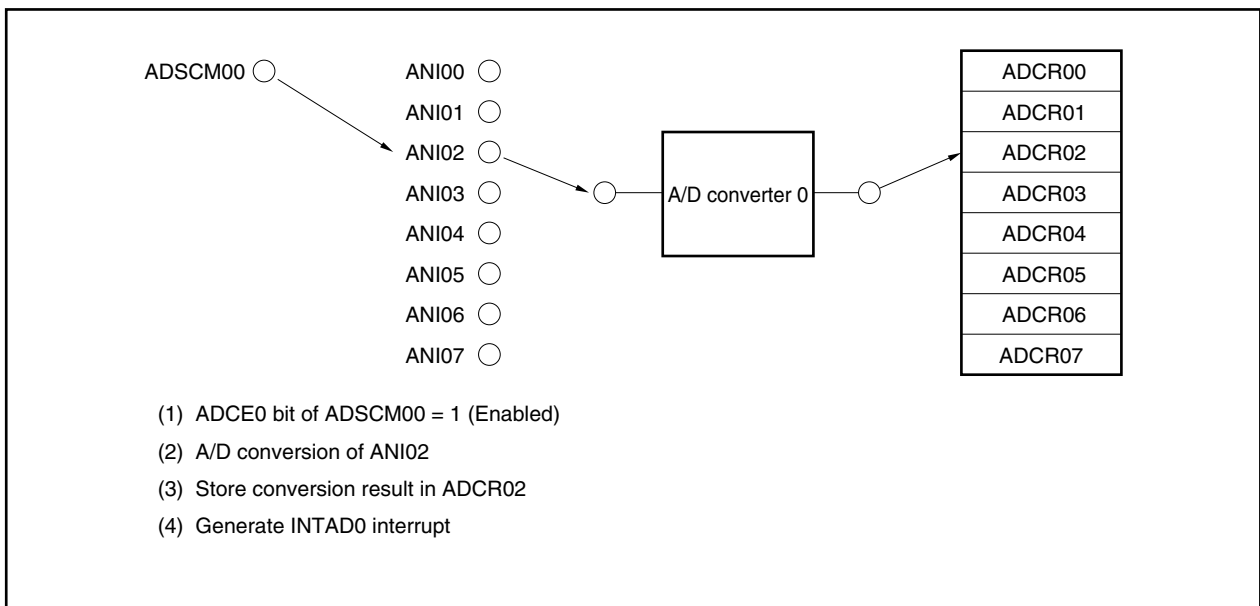 ADSCM00 ANI00 ADCR00
ANI01 ADCR01
ANI02 ADCR02
ANI03 A/D converter 0 ADCR03
ANI04 ADCR04
ANI05 ADCR05
ANI06 ADCR06
ANI07 ADCR07
(1) ADCE0 bit of ADSCM00 = 1 (Enabled)
(2) A/D conversion of ANI02
(3) Store conversion result in ADCR02
(4) Generate INTAD0 interrupt